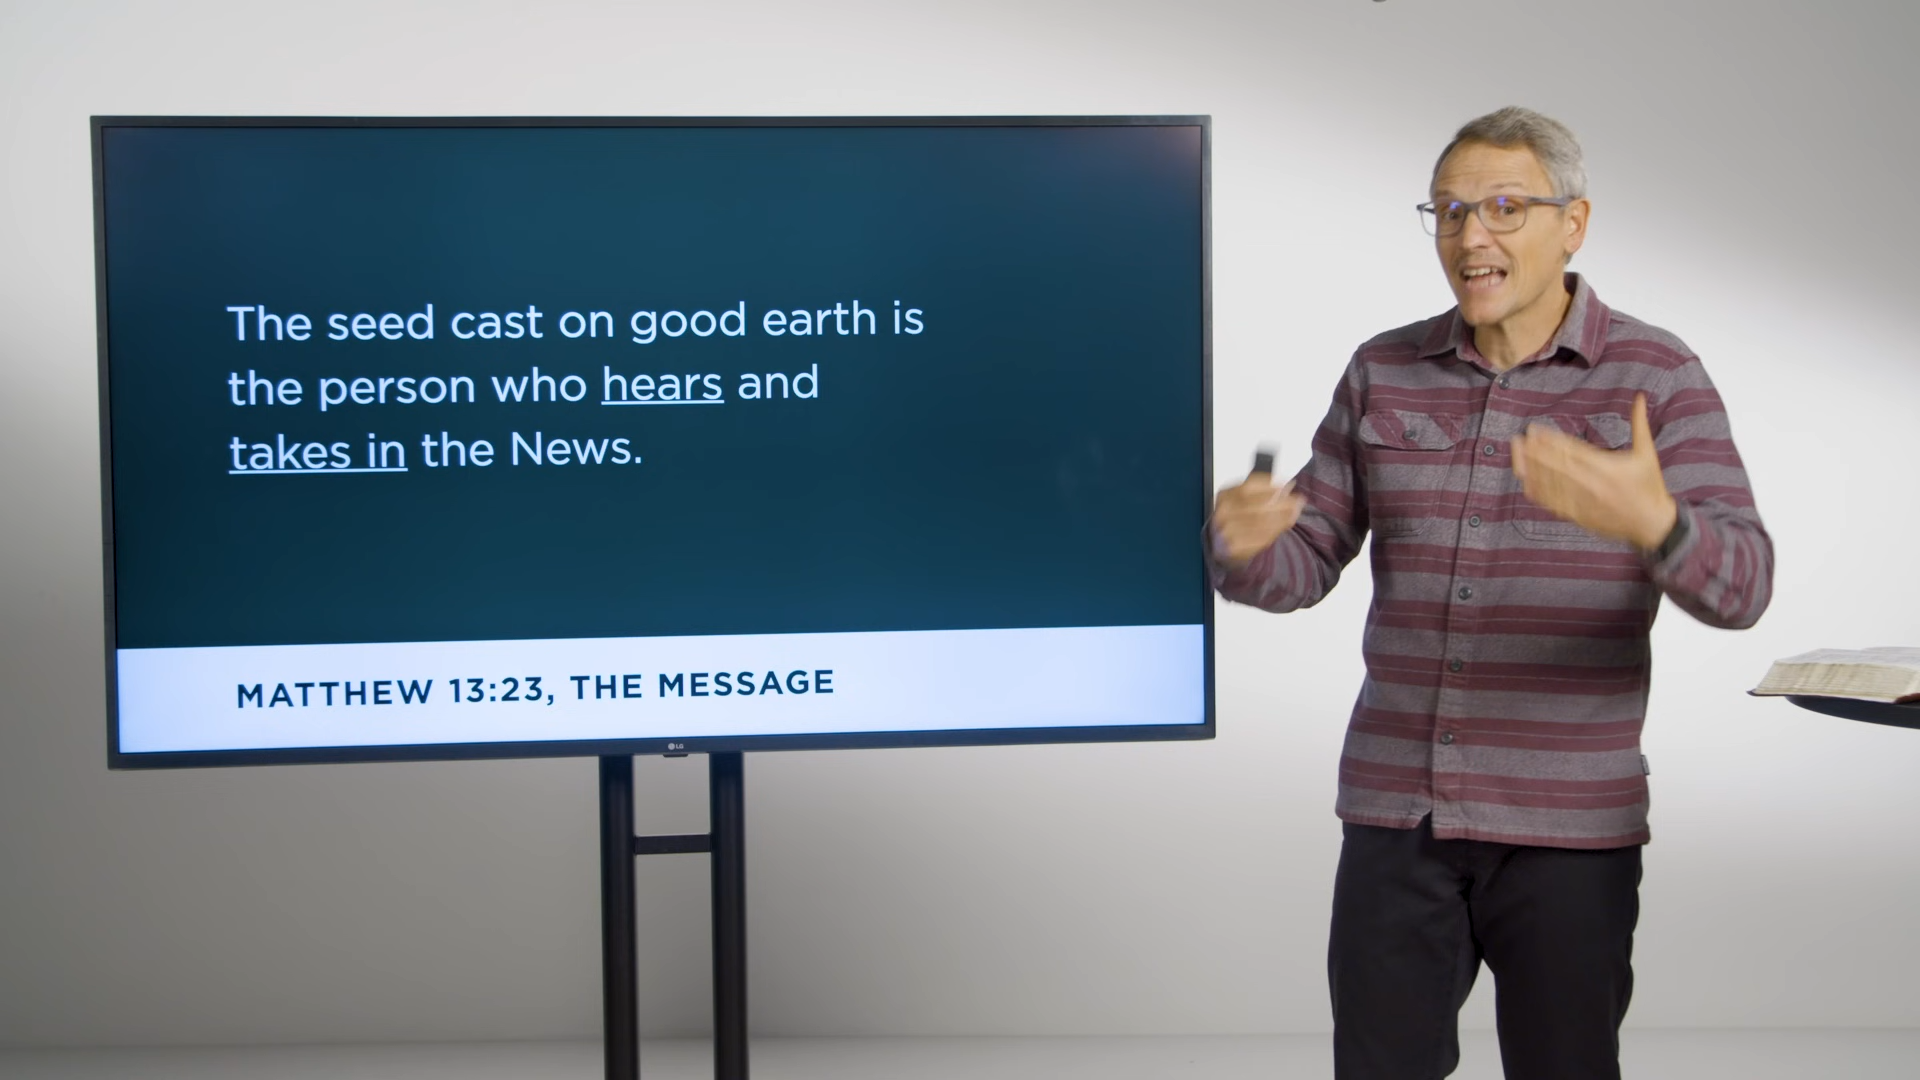 The seed cast on good earth is
the person who hears and
takes in the News.
MATTHEW 13:23, THE MESSAGE
LG